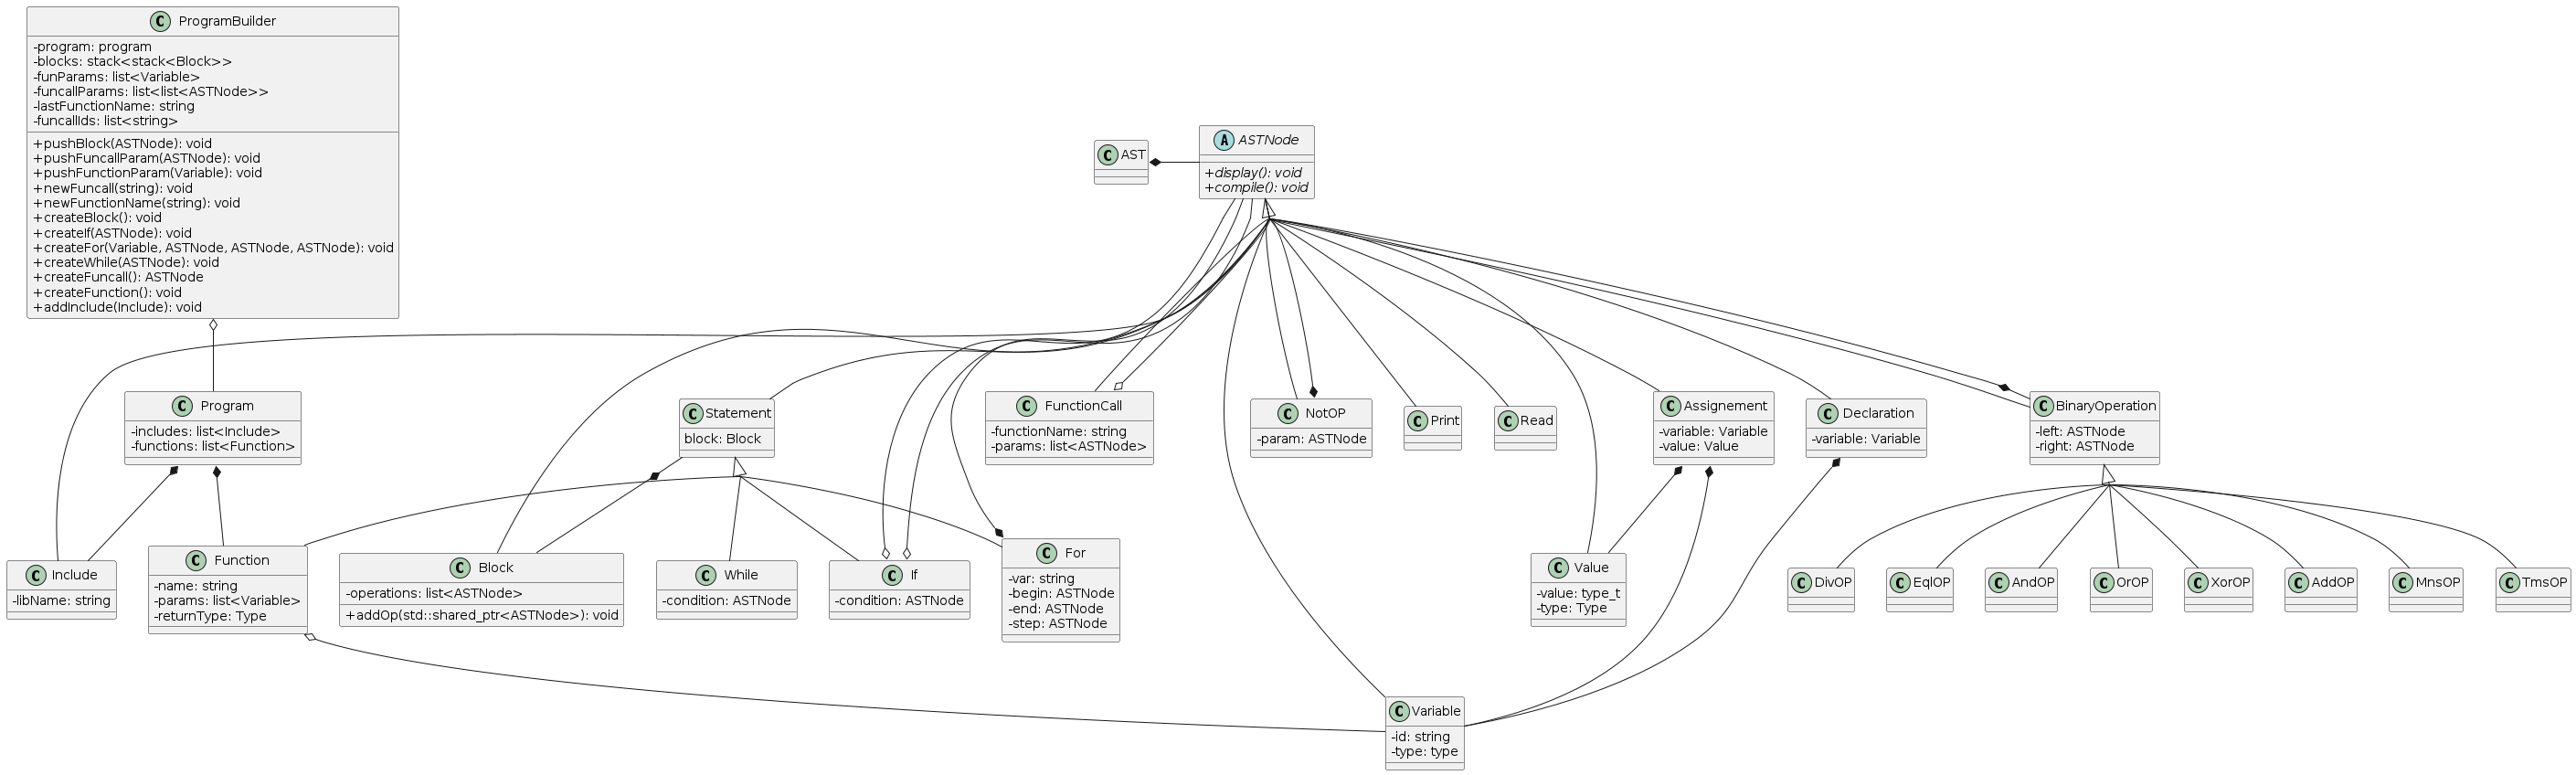 C ProgramBuilder
-program: program
-blocks: stack<stack<Block>>
-funParams: list<Variable>
-funcallParams: list<list<ASTNode>>
-lastFunctionName: string
-funcallIds: list<string>
+pushBlock(ASTNode): void
+pushFuncallParam(ASTNode): void
+pushFunctionParam(Variable): void
+newFuncall(string): void
+newFunctionName(string): void
+createBlock(): void
+createIf(ASTNode): void
+createFor(Variable, ASTNode, ASTNode, ASTNode): void
+createWhile(ASTNode): void
+createFuncall(): ASTNode
+createFunction(): void
+addInclude(Include): void
C AST
A ASTNode
+display(): void
+compile(): void
C Program
-includes: list<Include>
-functions: list<Function>
C Statement
block: Block
C FunctionCall
-functionName: string
-params: list<ASTNode>
C NotOP
-param: ASTNode
C Print
C Read
C Assignement
-variable: Variable
-value: Value
C Declaration
-variable: Variable
C BinaryOperation
-left: ASTNode
-right: ASTNode
C Include
-libName: string
C Function
-name: string
-params: list<Variable>
-returnType: Type
C Block
-operations: list<ASTNode>
+addOp(std::shared_ptr<ASTNode>): void
C While
-condition: ASTNode
C If
-condition: ASTNode
C For
-var: string
-begin: ASTNode
-end: ASTNode
-step: ASTNode
C Value
-value: type_t
-type: Type
C DivOP
C EqlOP
C AndOP
C OrOP
C XorOP
C AddOP
C MnsOP
C TmsOP
C Variable
-id: string
-type: type